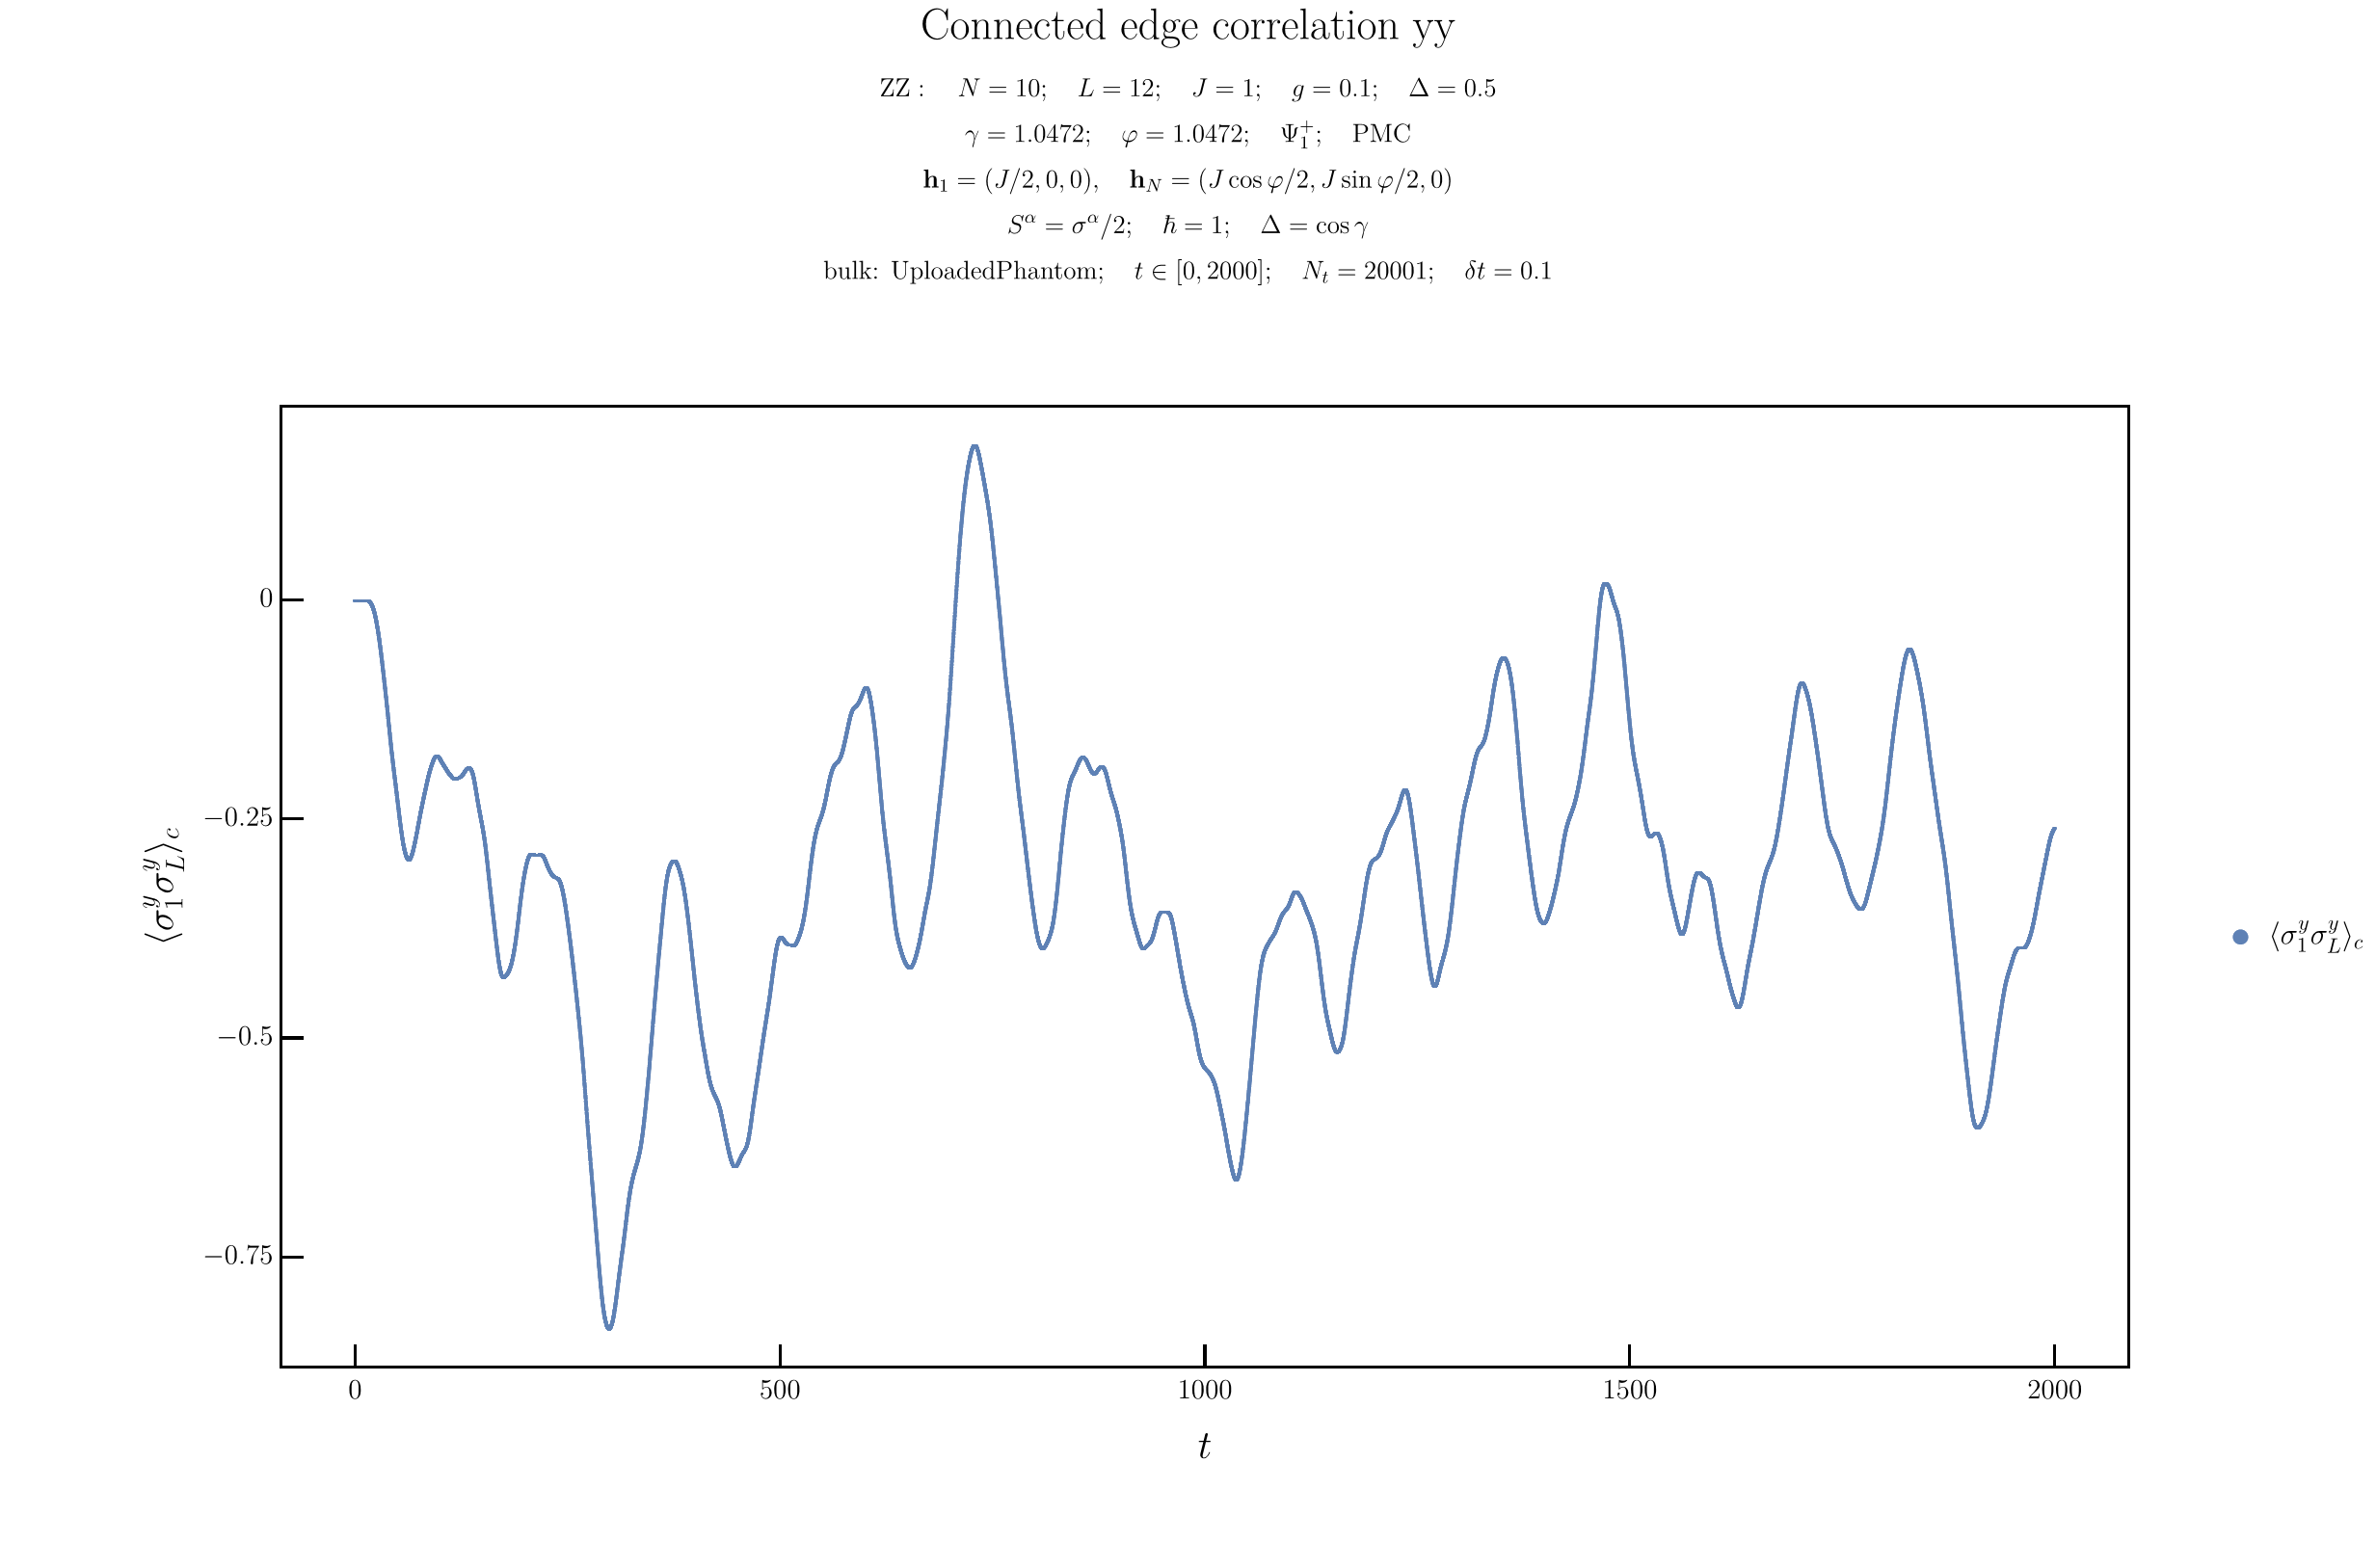 Connected edge correlation yy
ZZ : N = 10; L = 12; J = 1; g = 0.1; Δ = 0.5
γ = 1.0472; φ = 1.0472; Ψ₁⁺; PMC
h₁ = (J/2, 0, 0), h_N = (J cos φ/2, J sin φ/2, 0)
S^α = σ^α/2; ℏ = 1; Δ = cos γ
bulk: UploadedPhantom; t ∈ [0, 2000]; N_t = 20001; δt = 0.1
0
−0.25
−0.5
−0.75
⟨σ₁^y σ_L^y⟩_c
0 500 1000 1500 2000
t
⟨σ₁^y σ_L^y⟩_c